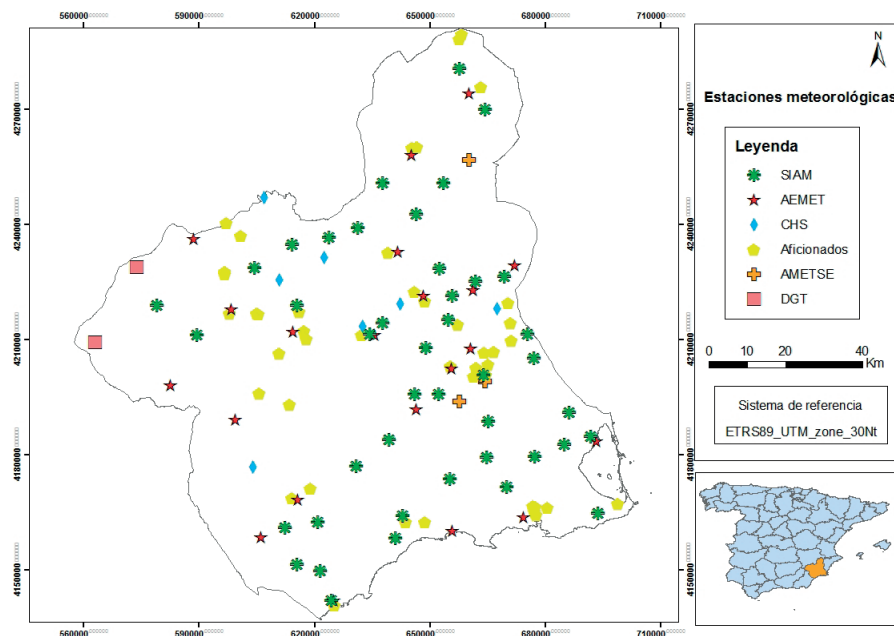 560000 590000 620000 650000 680000 710000
N
Estaciones meteorológicas
Leyenda
SIAM
AEMET
CHS
Aficionados
AMETSE
DGT
0 10 20 40
Km
Sistema de referencia
ETRS89_UTM_zone_30Nt
4270000
4240000
4210000
4180000
4150000
4270000
4240000
4210000
4180000
4150000
560000 590000 620000 650000 680000 710000